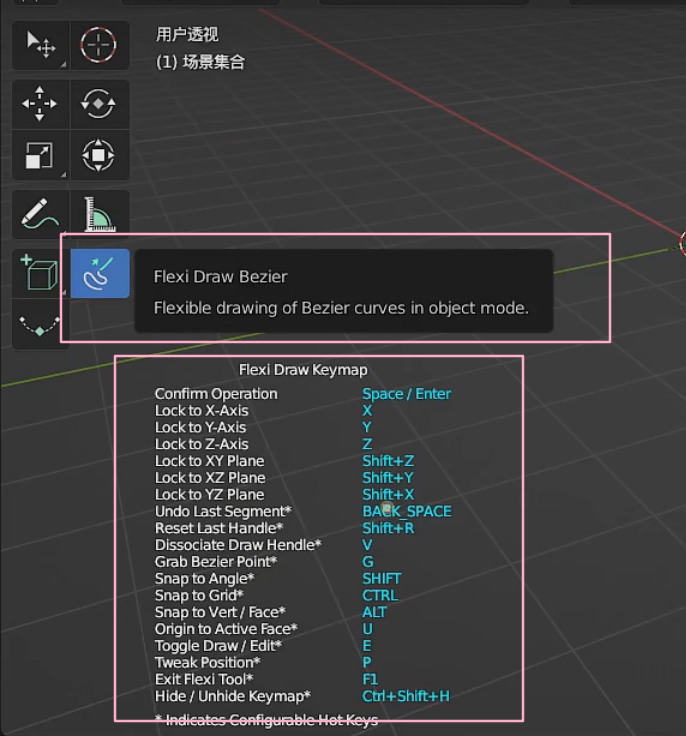 用户透视
(1) 场景集合
Flexi Draw Bezier
Flexible drawing of Bezier curves in object mode.
Flexi Draw Keymap
Confirm Operation Space / Enter
Lock to X-Axis X
Lock to Y-Axis Y
Lock to Z-Axis Z
Lock to XY Plane Shift+Z
Lock to XZ Plane Shift+Y
Lock to YZ Plane Shift+X
Undo Last Segment* BACK_SPACE
Reset Last Handle* Shift+R
Dissociate Draw Hendle* V
Grab Bezier Point* G
Snap to Angle* SHIFT
Snap to Grid* CTRL
Snap to Vert / Face* ALT
Origin to Active Face* U
Toggle Draw / Edit* E
Tweak Position* P
Exit Flexi Tool* F1
Hide / Unhide Keymap* Ctrl+Shift+H
* Indicates Configurable Hot Keys